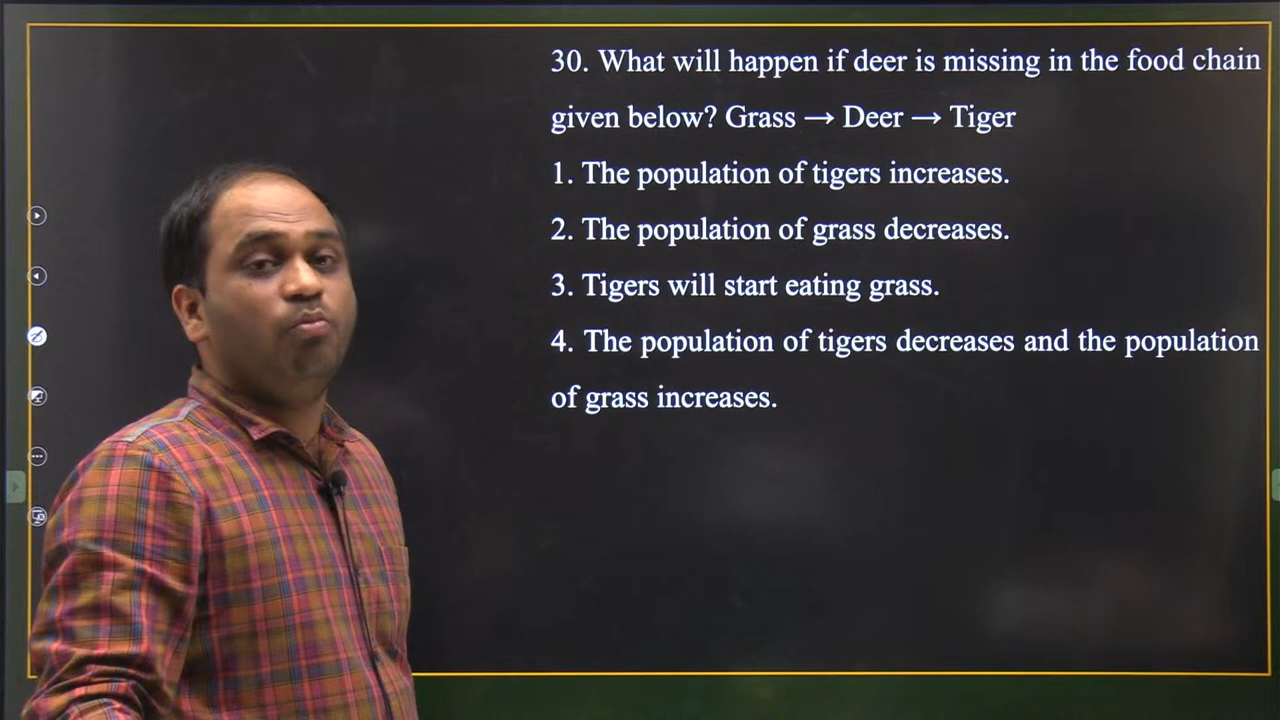 30. What will happen if deer is missing in the food chain
given below? Grass → Deer → Tiger
1. The population of tigers increases.
2. The population of grass decreases.
3. Tigers will start eating grass.
4. The population of tigers decreases and the population
of grass increases.